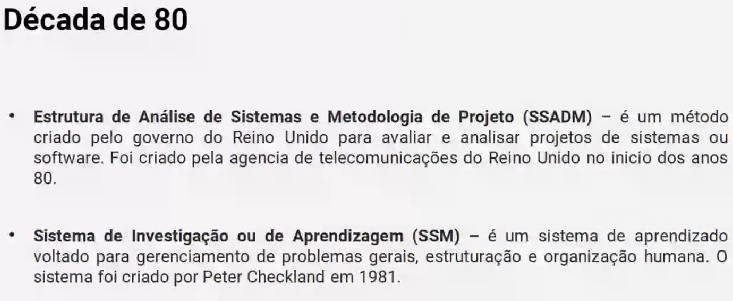 Década de 80
• Estrutura de Análise de Sistemas e Metodologia de Projeto (SSADM) – é um método
criado pelo governo do Reino Unido para avaliar e analisar projetos de sistemas ou
software. Foi criado pela agencia de telecomunicações do Reino Unido no inicio dos anos
80.
• Sistema de Investigação ou de Aprendizagem (SSM) – é um sistema de aprendizado
voltado para gerenciamento de problemas gerais, estruturação e organização humana. O
sistema foi criado por Peter Checkland em 1981.